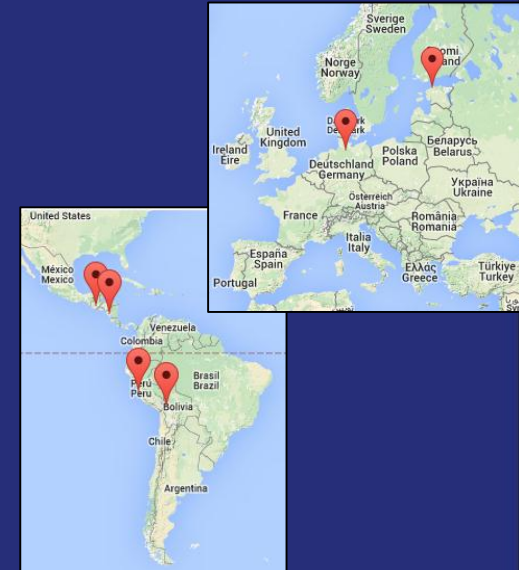 Sverige
Sweden
Norge
Norway
United
Kingdom
Ireland
Éire
Deutschland
Germany
Polska
Poland
Беларусь
Belarus
Україна
Ukraine
Österreich
Austria
France
România
Romania
Italia
Italy
España
Spain
Portugal
Ελλάς
Greece
Türkiye
Turkey
United States
México
Mexico
Venezuela
Colombia
Brasil
Brazil
Perú
Peru
Bolivia
Chile
Argentina